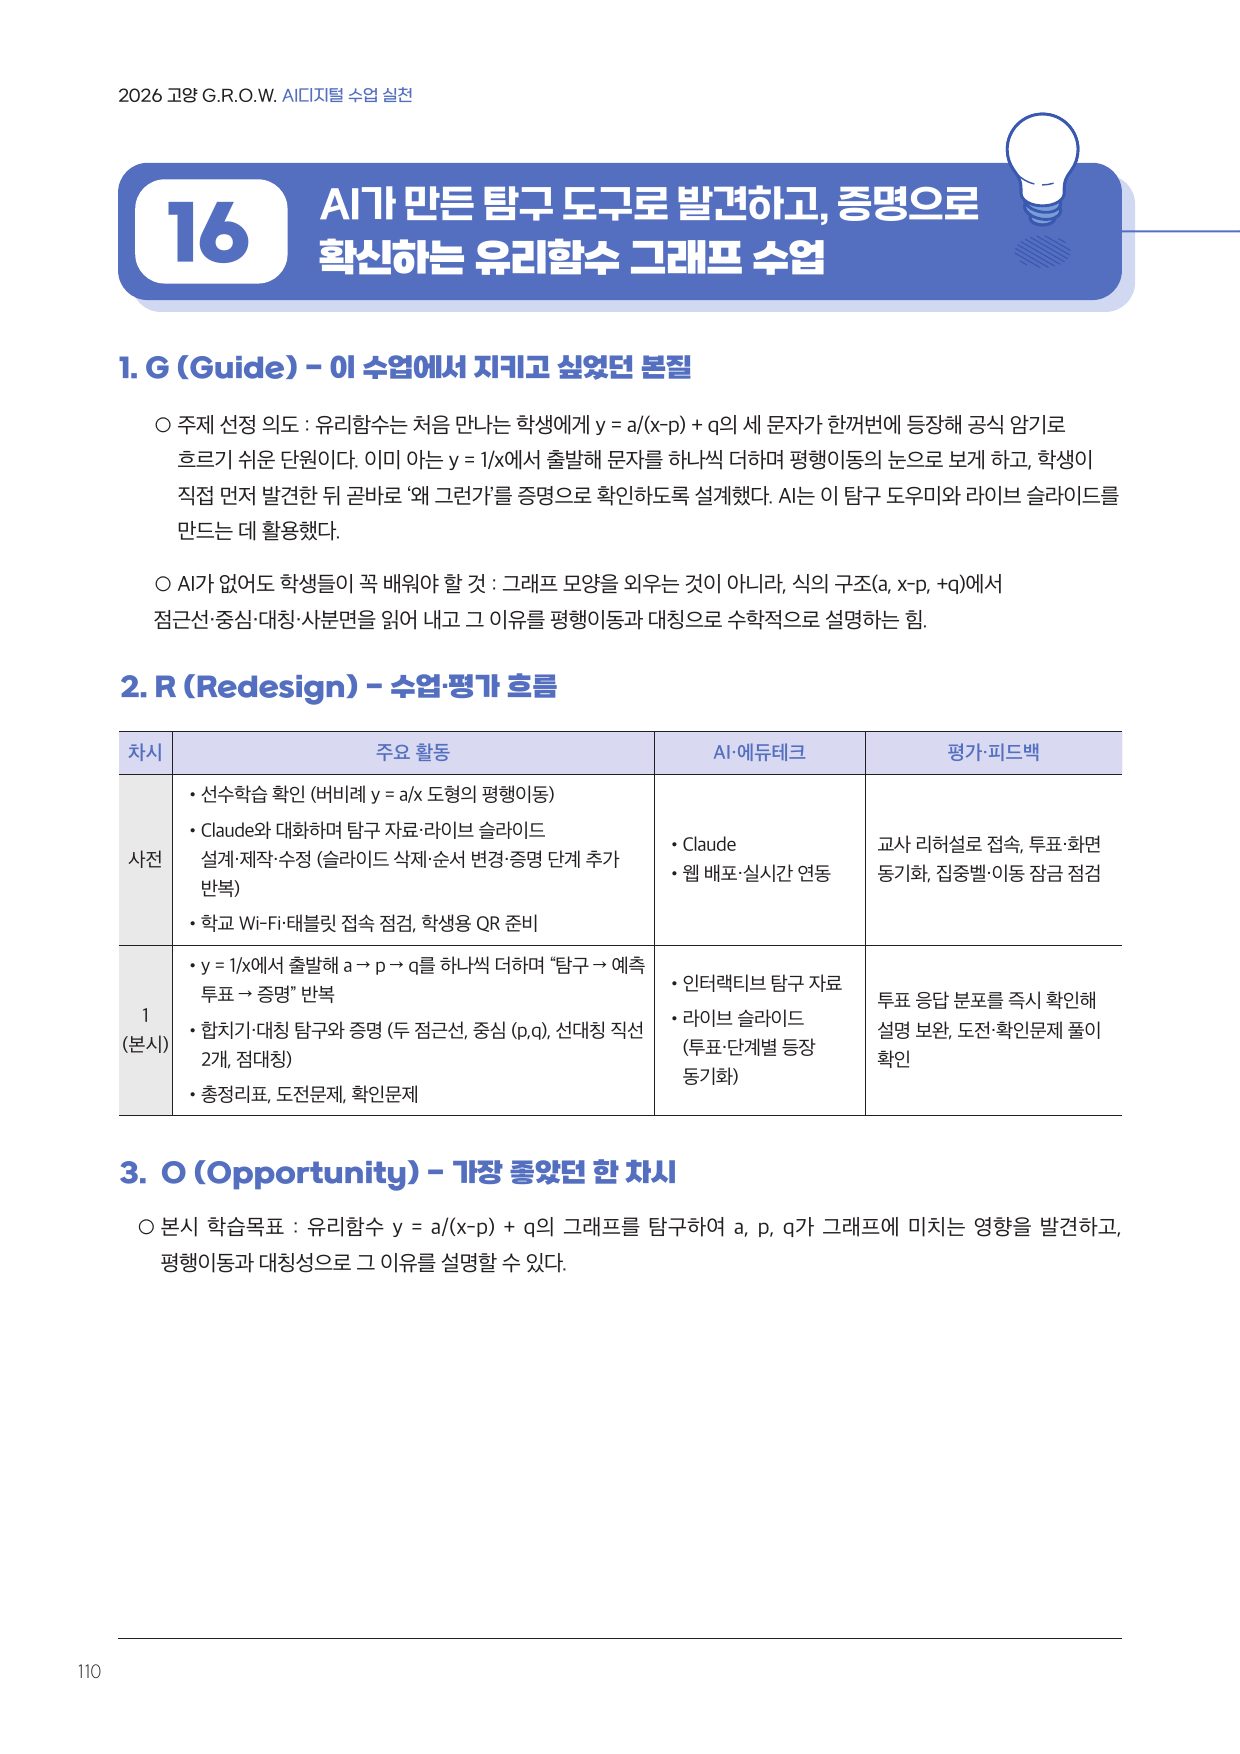 2026 고양 G.R.O.W. AI디지털 수업 실천
16
AI가 만든 탐구 도구로 발견하고, 증명으로
확신하는 유리함수 그래프 수업
1. G (Guide) – 이 수업에서 지키고 싶었던 본질
○ 주제 선정 의도 : 유리함수는 처음 만나는 학생에게 y = a/(x-p) + q의 세 문자가 한꺼번에 등장해 공식 암기로
흐르기 쉬운 단원이다. 이미 아는 y = 1/x에서 출발해 문자를 하나씩 더하며 평행이동의 눈으로 보게 하고, 학생이
직접 먼저 발견한 뒤 곧바로 ‘왜 그런가’를 증명으로 확인하도록 설계했다. AI는 이 탐구 도우미와 라이브 슬라이드를
만드는 데 활용했다.
○ AI가 없어도 학생들이 꼭 배워야 할 것 : 그래프 모양을 외우는 것이 아니라, 식의 구조(a, x-p, +q)에서
점근선·중심·대칭·사분면을 읽어 내고 그 이유를 평행이동과 대칭으로 수학적으로 설명하는 힘.
2. R (Redesign) – 수업·평가 흐름
차시
주요 활동
AI·에듀테크
평가·피드백
사전
• 선수학습 확인 (버비례 y = a/x 도형의 평행이동)
• Claude와 대화하며 탐구 자료·라이브 슬라이드
설계·제작·수정 (슬라이드 삭제·순서 변경·증명 단계 추가
반복)
• 학교 Wi-Fi·태블릿 접속 점검, 학생용 QR 준비
• Claude
• 웹 배포·실시간 연동
교사 리허설로 접속, 투표·화면
동기화, 집중벨·이동 잠금 점검
1
(본시)
• y = 1/x에서 출발해 a → p → q를 하나씩 더하며 “탐구 → 예측
투표 → 증명” 반복
• 합치기·대칭 탐구와 증명 (두 점근선, 중심 (p,q), 선대칭 직선
2개, 점대칭)
• 총정리표, 도전문제, 확인문제
• 인터랙티브 탐구 자료
• 라이브 슬라이드
(투표·단계별 등장
동기화)
투표 응답 분포를 즉시 확인해
설명 보완, 도전·확인문제 풀이
확인
3. O (Opportunity) – 가장 좋았던 한 차시
○ 본시 학습목표 : 유리함수 y = a/(x-p) + q의 그래프를 탐구하여 a, p, q가 그래프에 미치는 영향을 발견하고,
평행이동과 대칭성으로 그 이유를 설명할 수 있다.
110